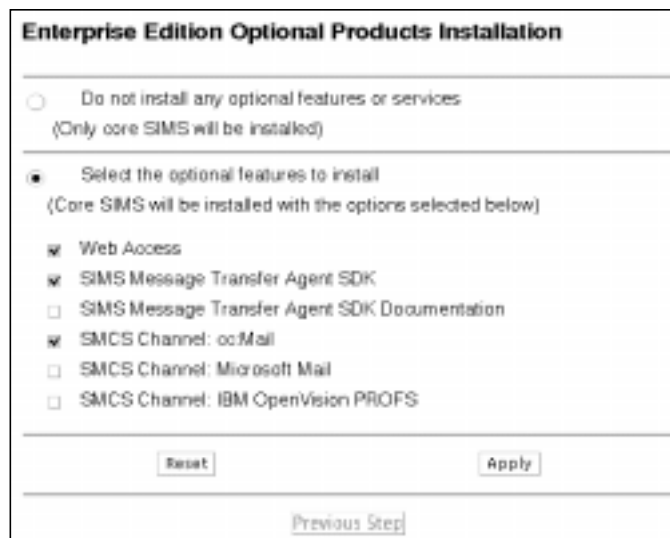 Enterprise Edition Optional Products Installation
Do not install any optional features or services
(Only core SIMS will be installed)
Select the optional features to install
(Core SIMS will be installed with the options selected below)
Web Access
SIMS Message Transfer Agent SDK
SIMS Message Transfer Agent SDK Documentation
SMCS Channel: cc:Mail
SMCS Channel: Microsoft Mail
SMCS Channel: IBM OpenVision PROFS
Reset Apply
Previous Step